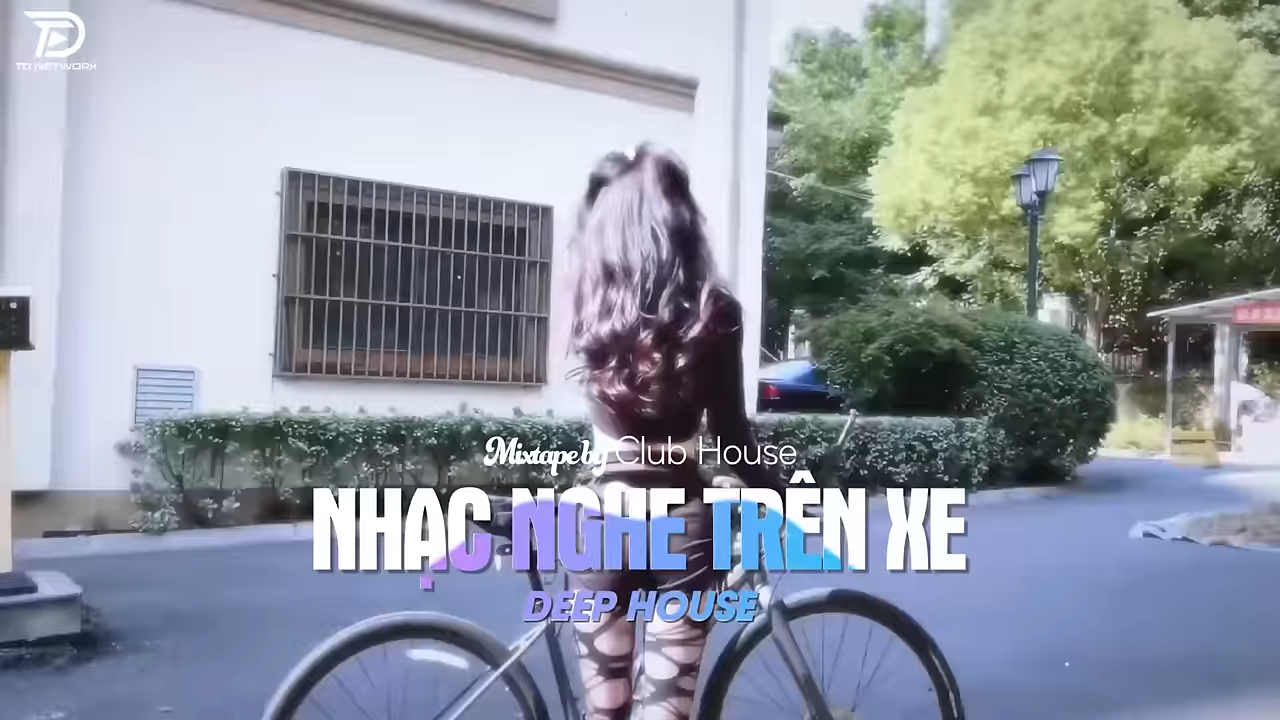 TD NETWORK
Mixtape by Club House
NHẠC NGHE TRÊN XE
DEEP HOUSE